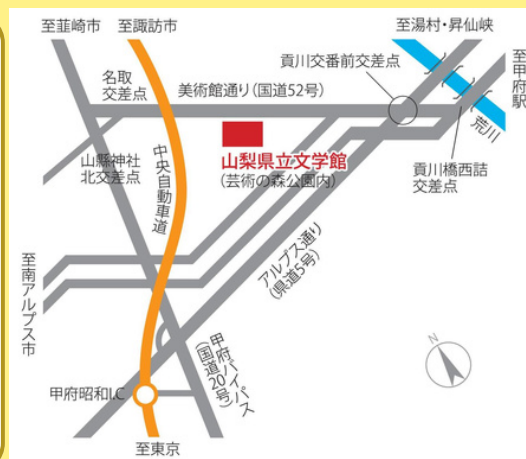 至韮崎市
至諏訪市
至湯村・昇仙峡
貢川交番前交差点
至甲府駅
名取
交差点
美術館通り(国道52号)
荒川
山梨県立文学館
(芸術の森公園内)
山縣神社
北交差点
中央自動車道
貢川橋西詰
交差点
至南アルプス市
アルプス通り
(県道5号)
甲府バイパス
(国道20号)
N
甲府昭和I.C
至東京